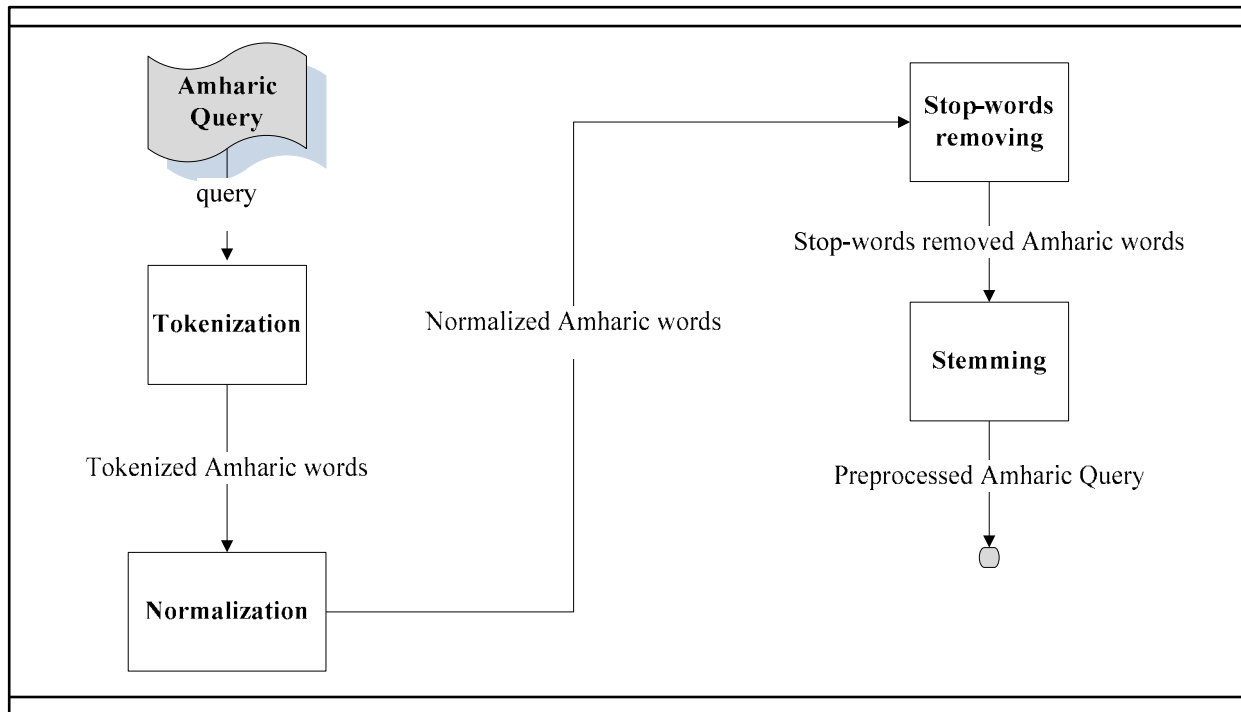 Amharic
Query
query
Tokenization
Tokenized Amharic words
Normalization
Normalized Amharic words
Stop-words
removing
Stop-words removed Amharic words
Stemming
Preprocessed Amharic Query